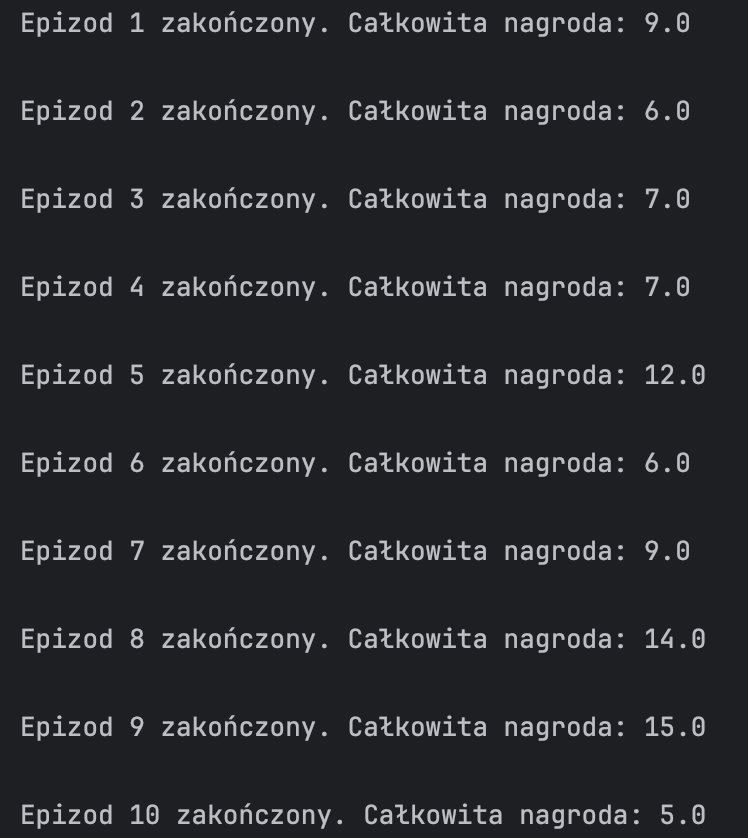 Epizod 1 zakończony. Całkowita nagroda: 9.0
Epizod 2 zakończony. Całkowita nagroda: 6.0
Epizod 3 zakończony. Całkowita nagroda: 7.0
Epizod 4 zakończony. Całkowita nagroda: 7.0
Epizod 5 zakończony. Całkowita nagroda: 12.0
Epizod 6 zakończony. Całkowita nagroda: 6.0
Epizod 7 zakończony. Całkowita nagroda: 9.0
Epizod 8 zakończony. Całkowita nagroda: 14.0
Epizod 9 zakończony. Całkowita nagroda: 15.0
Epizod 10 zakończony. Całkowita nagroda: 5.0